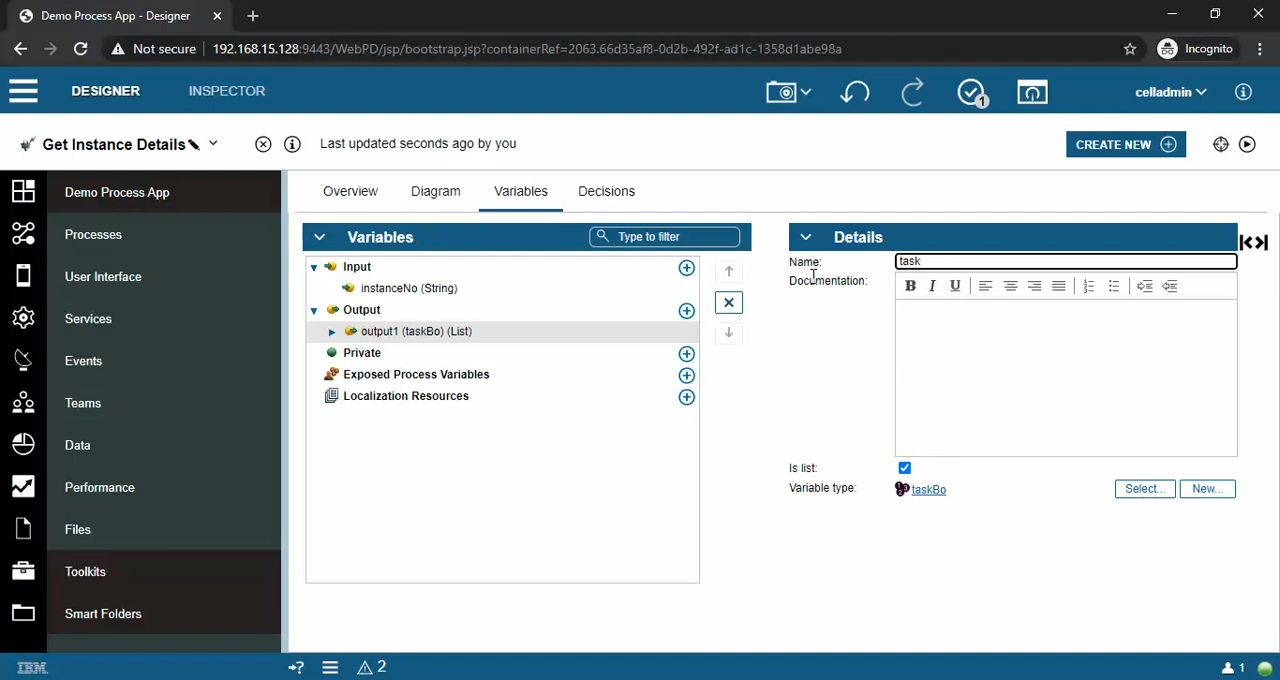 Demo Process App - Designer
Not secure 192.168.15.128:9443/WebPD/jsp/bootstrap.jsp?containerRef=2063.66d35af8-0d2b-492f-ad1c-1358d1abe98a Incognito
DESIGNER INSPECTOR 1 celladmin
Get Instance Details Last updated seconds ago by you CREATE NEW
Demo Process App
Processes
User Interface
Services
Events
Teams
Data
Performance
Files
Toolkits
Smart Folders
Overview Diagram Variables Decisions
Variables Type to filter
Input
instanceNo (String)
Output
output1 (taskBo) (List)
Private
Exposed Process Variables
Localization Resources
Details
Name: task
Documentation: B I U
Is list:
Variable type: taskBo Select... New...
IBM 2 1